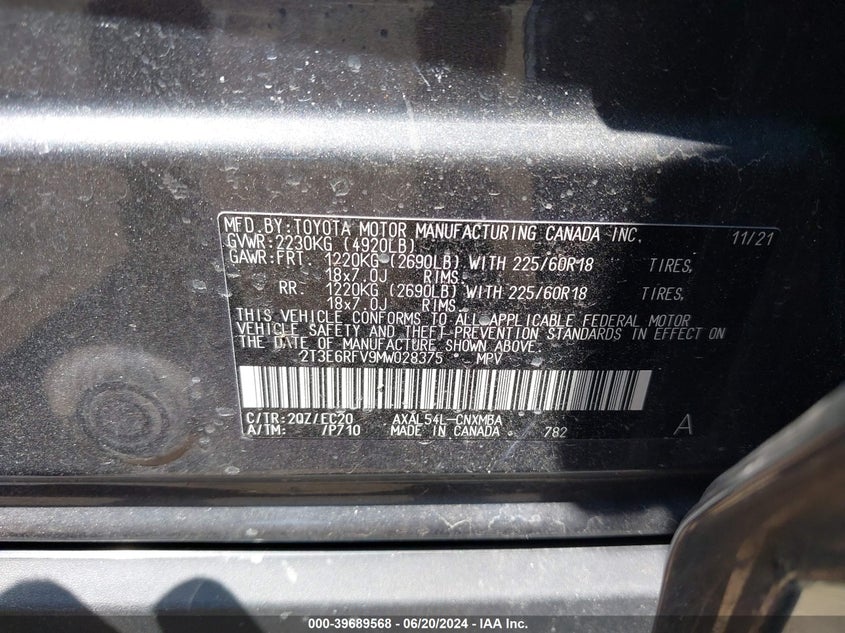 MFD.BY:TOYOTA MOTOR MANUFACTURING CANADA INC. 11/21
GVWR:2230KG (4920LB)
GAWR:FRT. 1220KG (2690LB) WITH 225/60R18 TIRES,
18x7.0J RIMS.
RR. 1220KG (2690LB) WITH 225/60R18 TIRES,
18x7.0J RIMS.
THIS VEHICLE CONFORMS TO ALL APPLICABLE FEDERAL MOTOR
VEHICLE SAFETY AND THEFT PREVENTION STANDARDS IN EFFECT ON
THE DATE OF MANUFACTURE SHOWN ABOVE.
2T3E6RFV9MW028375 MPV
C/TR:2QZ/EC20 AXAL54L-CNXMBA
A/TM: /P710 MADE IN CANADA 782 A
000-39689568 - 06/20/2024 - IAA Inc.